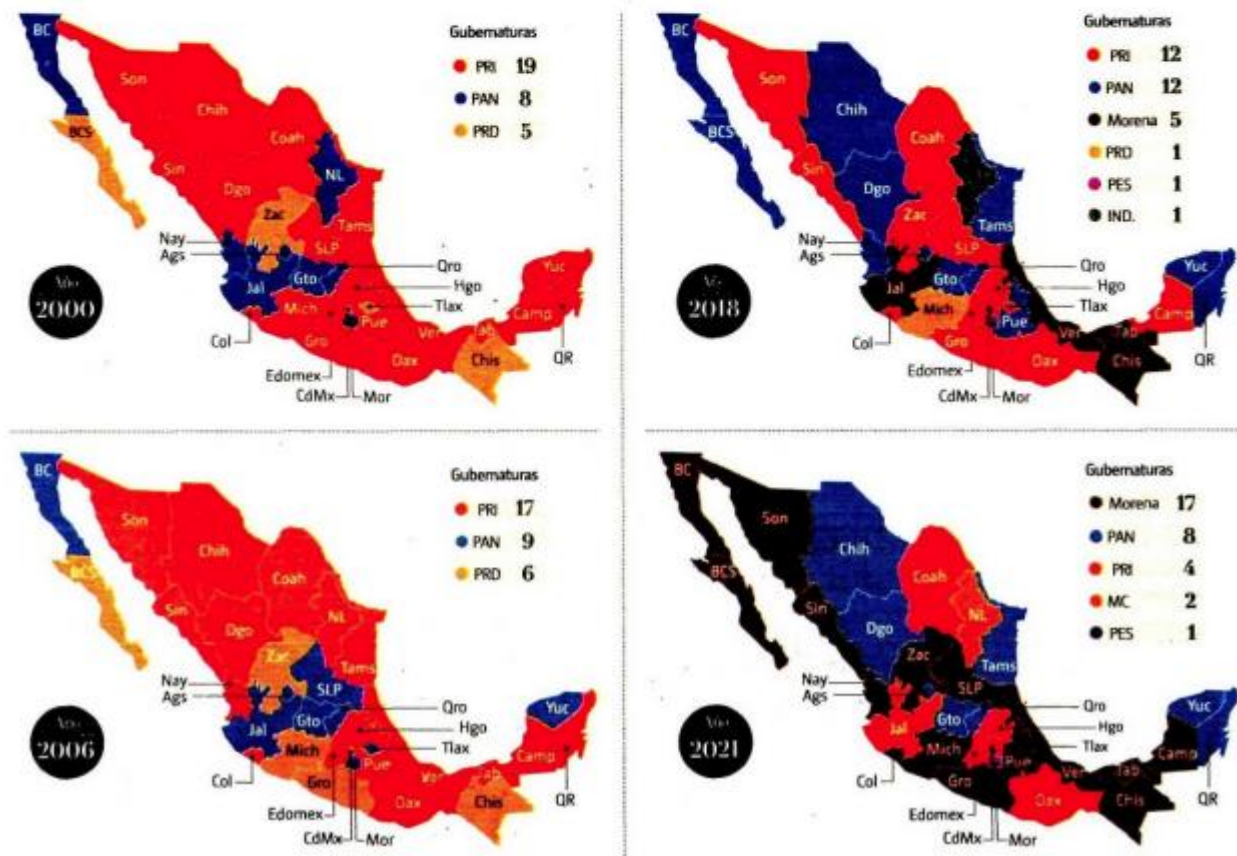 BC
Son
Chih
BCS
Coah
Sin
Dgo
NL
Zac
Tams
Nay
Ags
SLP
Gto
Qro
Jal
Hgo
Yuc
Mich
Tlax
Pue
Ver
Tab
Camp
Col
Gro
Oax
Chis
QR
Edomex
CdMx
Mor
Año
2000
Gubernaturas
PRI 19
PAN 8
PRD 5
BC
Son
Chih
BCS
Coah
Sin
Dgo
Zac
Tams
Nay
SLP
Ags
Gto
Qro
Yuc
Jal
Hgo
Mich
Tlax
Pue
Ver
Tab
Camp
Col
Gro
Oax
Chis
QR
Edomex
CdMx
Mor
2018
Gubernaturas
PRI 12
PAN 12
Morena 5
PRD 1
PES 1
IND. 1
BC
Son
Chih
BCS
Coah
Sin
Dgo
NL
Zac
Tams
Nay
SLP
Ags
Gto
Qro
Jal
Hgo
Yuc
Mich
Tlax
Pue
Ver
Camp
Col
Gro
Oax
Chis
QR
Edomex
CdMx
Mor
Año
2006
Gubernaturas
PRI 17
PAN 9
PRD 6
BC
Son
Chih
BCS
Coah
Sin
Dgo
NL
Zac
Tams
Nay
SLP
Ags
Gto
Qro
Jal
Hgo
Yuc
Mich
Tlax
Pue
Ver
Tab
Camp
Col
Gro
Oax
Chis
QR
Edomex
CdMx
Mor
Año
2021
Gubernaturas
Morena 17
PAN 8
PRI 4
MC 2
PES 1